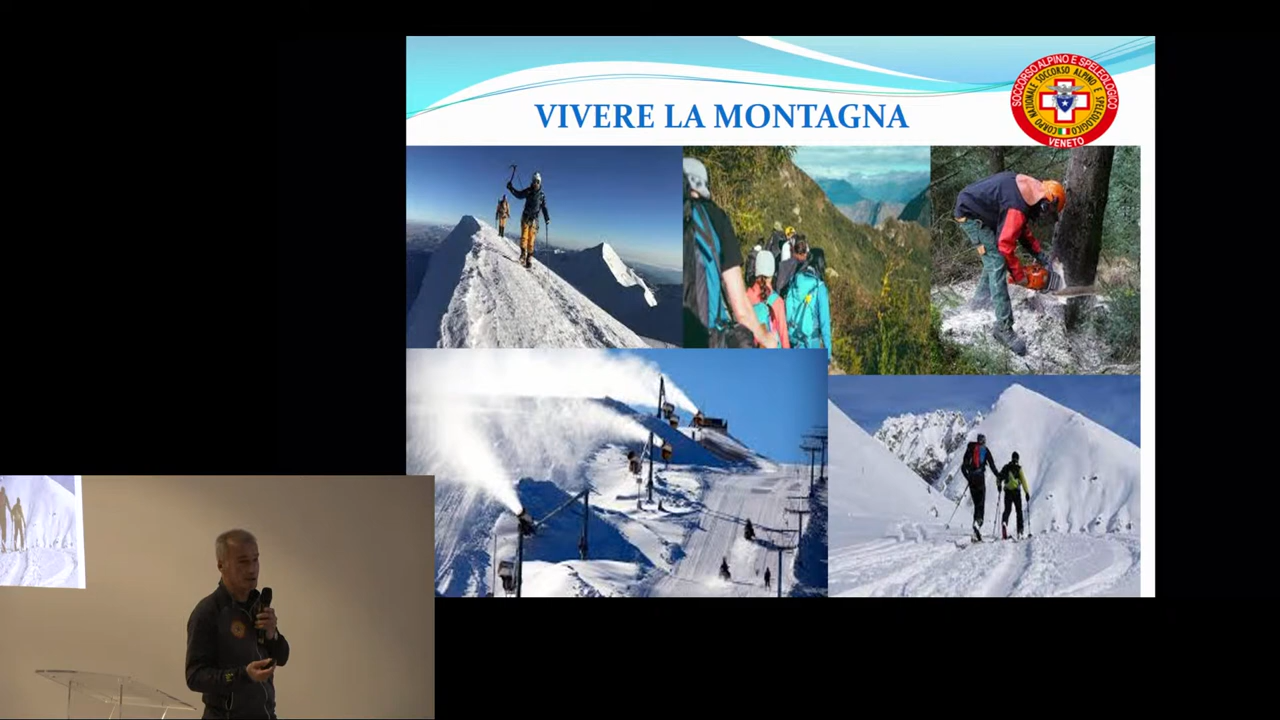 VIVERE LA MONTAGNA
SOCCORSO ALPINO E SPELEOLOGICO
CORPO NAZIONALE SOCCORSO ALPINO E SPELEOLOGICO
VENETO